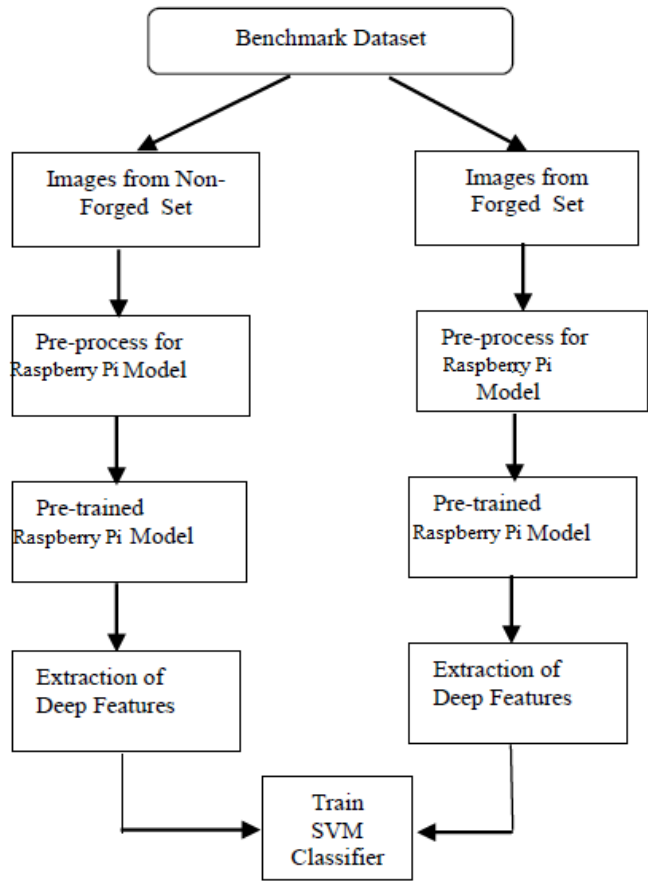 Benchmark Dataset
Images from Non-
Forged Set
Images from
Forged Set
Pre-process for
Raspberry Pi Model
Pre-process for
Raspberry Pi
Model
Pre-trained
Raspberry Pi Model
Pre-trained
Raspberry Pi Model
Extraction of
Deep Features
Extraction of
Deep Features
Train
SVM
Classifier